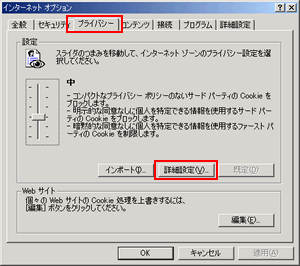 インターネット オプション
全般 セキュリティ プライバシー コンテンツ 接続 プログラム 詳細設定
設定
スライダのつまみを移動して、インターネット ゾーンのプライバシー設定を選
択してください。
中
- コンパクトなプライバシー ポリシーのないサード パーティの Cookie を
ブロックします。
- 明示的な同意なしに個人を特定できる情報を使用するサード パー
ティの Cookie をブロックします。
- 暗黙的な同意なしに個人を特定できる情報を使用するファースト パ
ーティの Cookie を制限します。
インポート(I)... 詳細設定(V)... 既定(D)
Web サイト
個々の Web サイトの Cookie 処理を上書きするには、
[編集] ボタンをクリックしてください。
編集(E)...
OK キャンセル 適用(A)